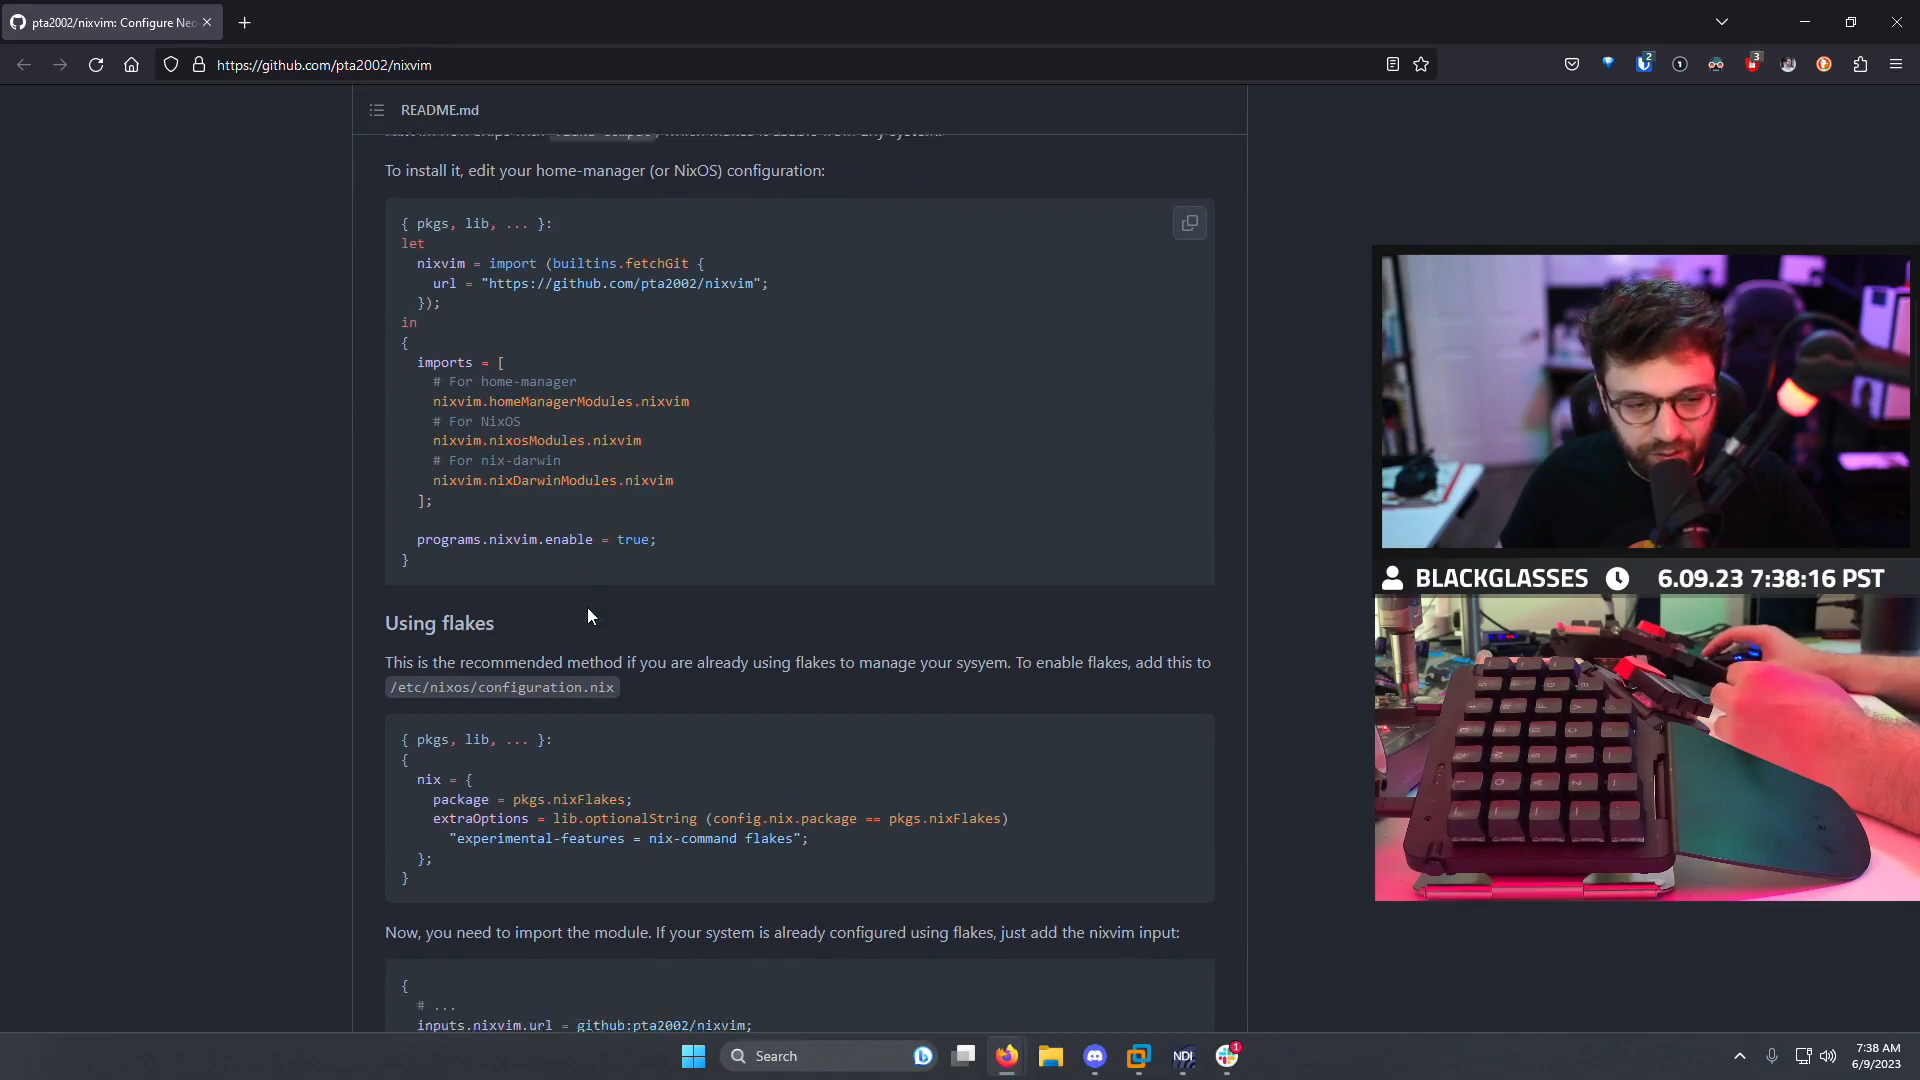 pta2002/nixvim: Configure Neo
https://github.com/pta2002/nixvim
2
3
README.md
To install it, edit your home-manager (or NixOS) configuration:
{ pkgs, lib, ... }:
let
nixvim = import (builtins.fetchGit {
url = "https://github.com/pta2002/nixvim";
});
in
{
imports = [
# For home-manager
nixvim.homeManagerModules.nixvim
# For NixOS
nixvim.nixosModules.nixvim
# For nix-darwin
nixvim.nixDarwinModules.nixvim
];
programs.nixvim.enable = true;
}
Using flakes
This is the recommended method if you are already using flakes to manage your sysyem. To enable flakes, add this to
/etc/nixos/configuration.nix
{ pkgs, lib, ... }:
{
nix = {
package = pkgs.nixFlakes;
extraOptions = lib.optionalString (config.nix.package == pkgs.nixFlakes)
"experimental-features = nix-command flakes";
};
}
Now, you need to import the module. If your system is already configured using flakes, just add the nixvim input:
{
# ...
inputs.nixvim.url = github:pta2002/nixvim;
BLACKGLASSES 6.09.23 7:38:16 PST
Search
NDI
1
7:38 AM
6/9/2023